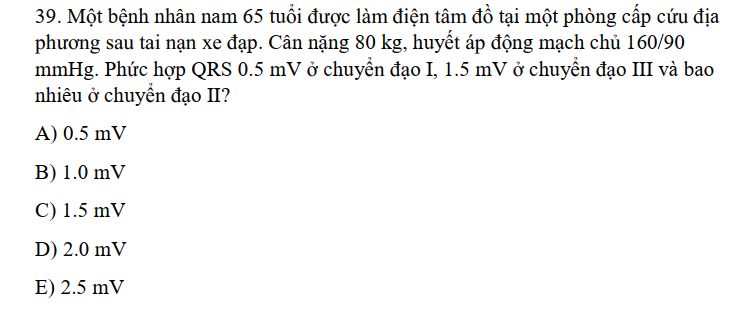 39. Một bệnh nhân nam 65 tuổi được làm điện tâm đồ tại một phòng cấp cứu địa
phương sau tai nạn xe đạp. Cân nặng 80 kg, huyết áp động mạch chủ 160/90
mmHg. Phức hợp QRS 0.5 mV ở chuyển đạo I, 1.5 mV ở chuyển đạo III và bao
nhiêu ở chuyển đạo II?
A) 0.5 mV
B) 1.0 mV
C) 1.5 mV
D) 2.0 mV
E) 2.5 mV